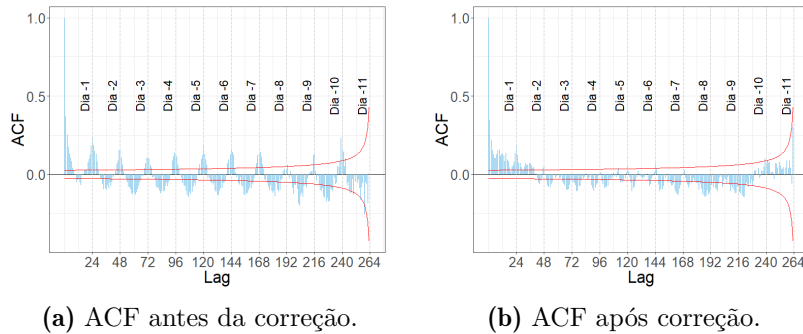 1.0
0.5
0.0
ACF
Dia -1
Dia -2
Dia -3
Dia -4
Dia -5
Dia -6
Dia -7
Dia -8
Dia -9
Dia -10
Dia -11
24 48 72 96 120 144 168 192 216 240 264
Lag
(a) ACF antes da correção.
1.0
0.5
0.0
ACF
Dia -1
Dia -2
Dia -3
Dia -4
Dia -5
Dia -6
Dia -7
Dia -8
Dia -9
Dia -10
Dia -11
24 48 72 96 120 144 168 192 216 240 264
Lag
(b) ACF após correção.